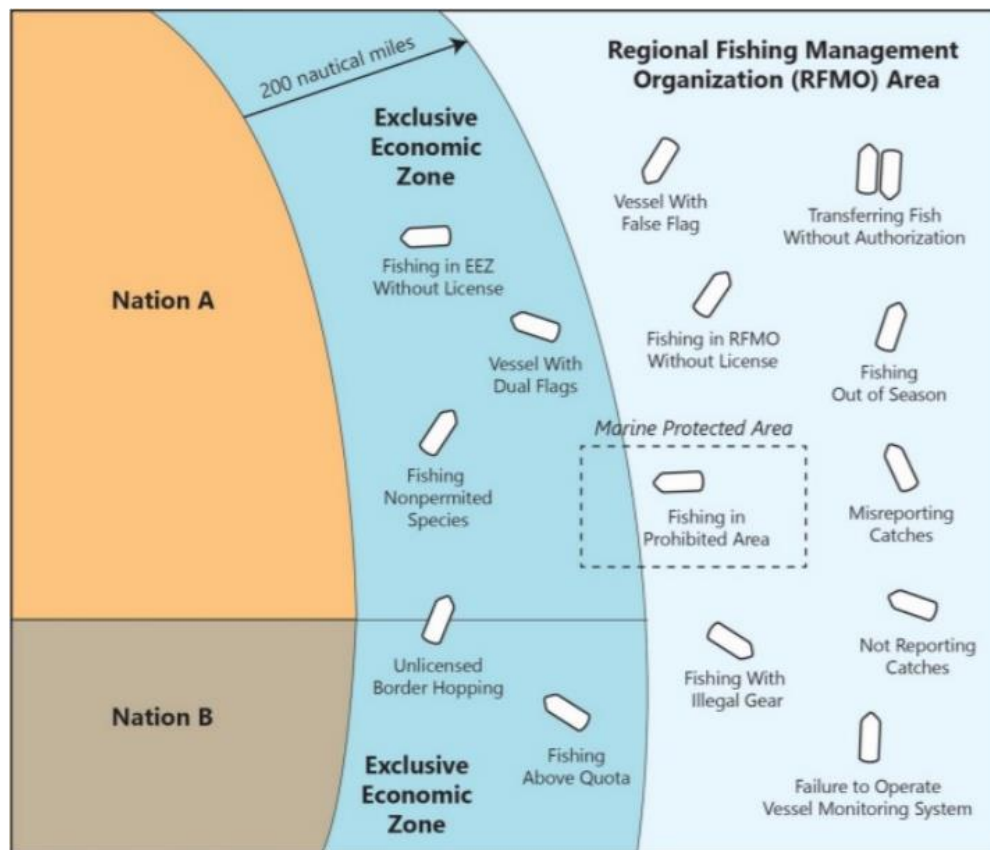 200 nautical miles
Regional Fishing Management
Organization (RFMO) Area
Exclusive
Economic
Zone
Vessel With
False Flag
Transferring Fish
Without Authorization
Fishing in EEZ
Without License
Nation A
Vessel With
Dual Flags
Fishing in RFMO
Without License
Fishing
Out of Season
Marine Protected Area
Fishing
Nonpermited
Species
Fishing in
Prohibited Area
Misreporting
Catches
Unlicensed
Border Hopping
Fishing With
Illegal Gear
Not Reporting
Catches
Nation B
Fishing
Above Quota
Exclusive
Economic
Zone
Failure to Operate
Vessel Monitoring System